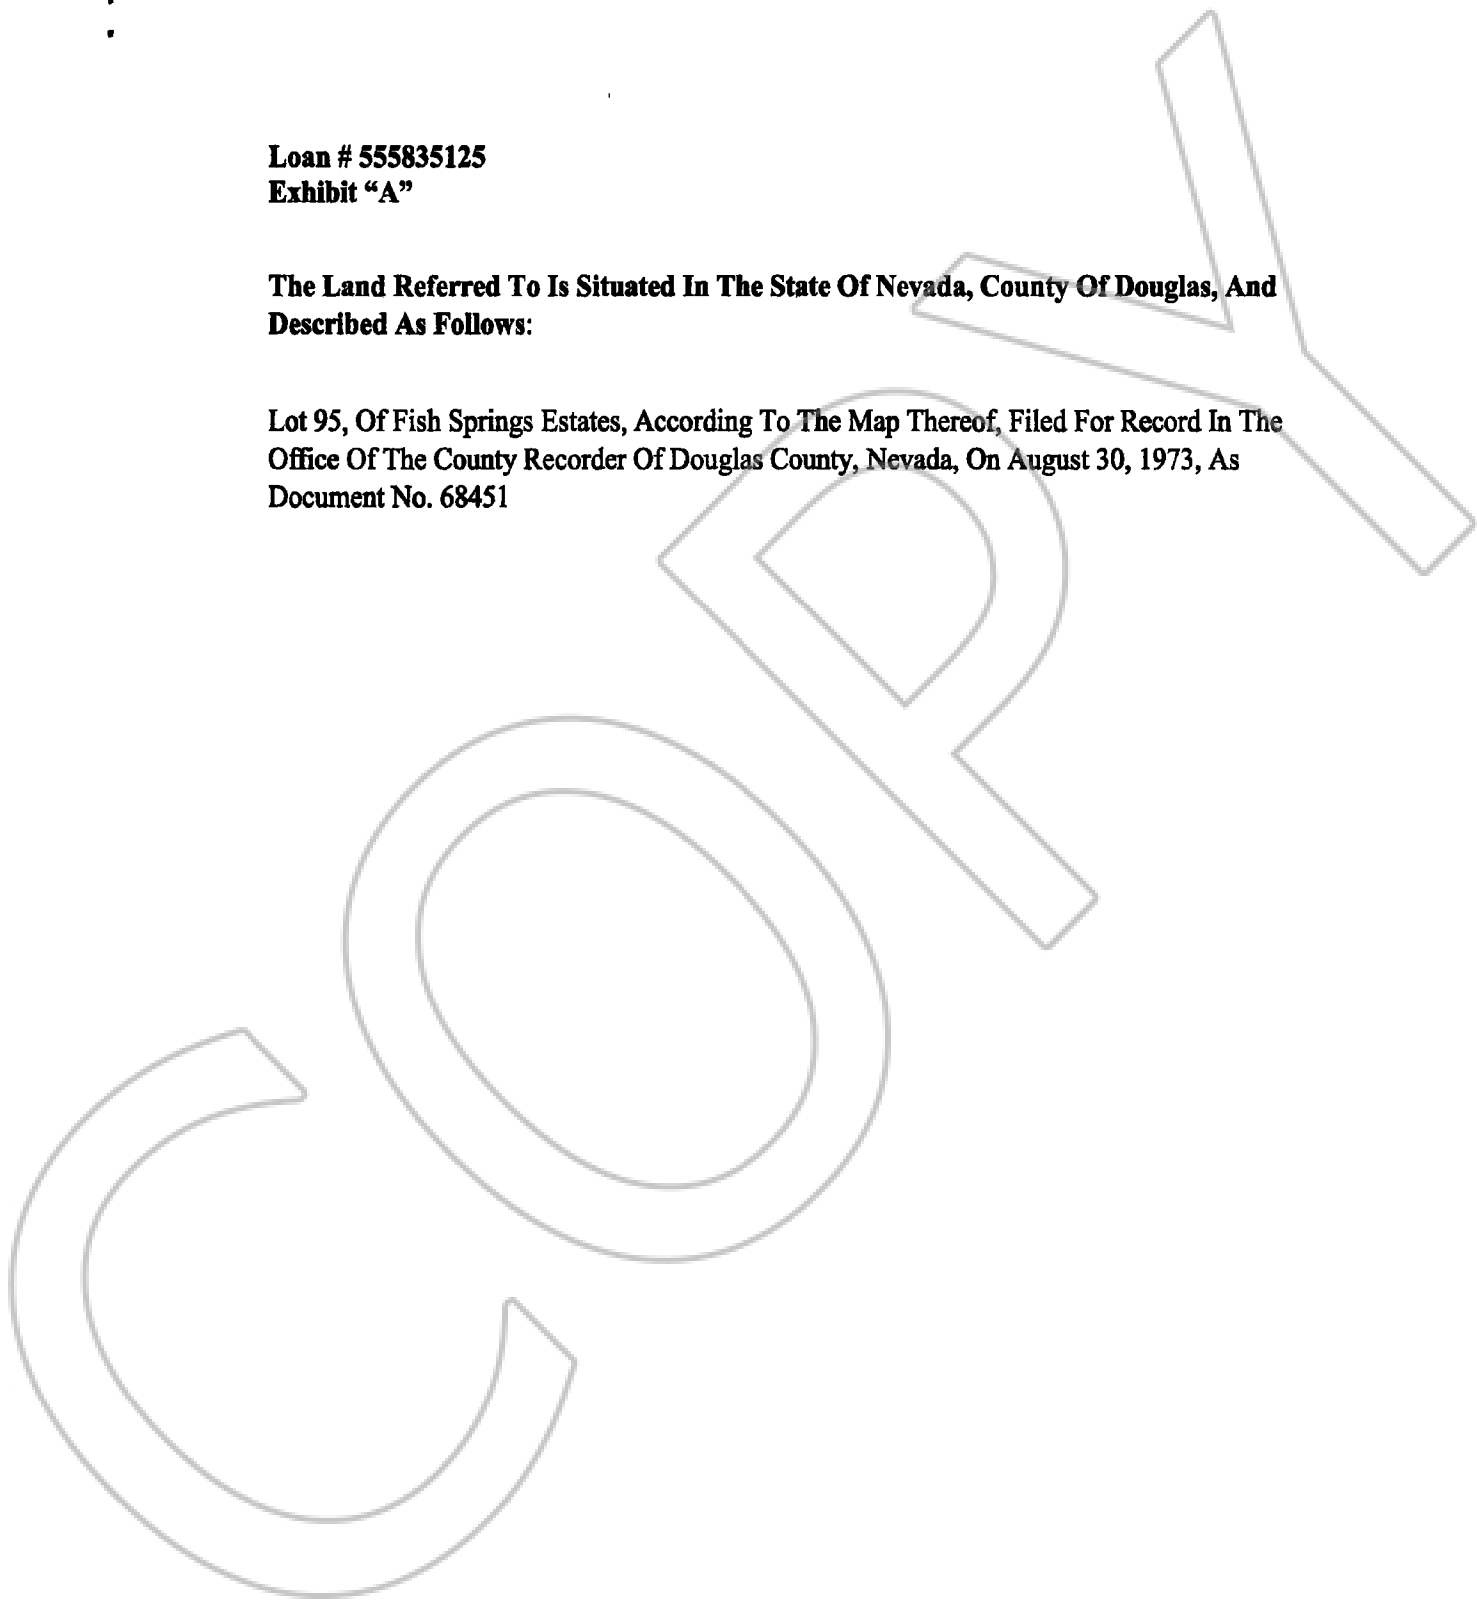 Loan # 555835125
Exhibit “A”
The Land Referred To Is Situated In The State Of Nevada, County Of Douglas, And
Described As Follows:
Lot 95, Of Fish Springs Estates, According To The Map Thereof, Filed For Record In The
Office Of The County Recorder Of Douglas County, Nevada, On August 30, 1973, As
Document No. 68451
COPY